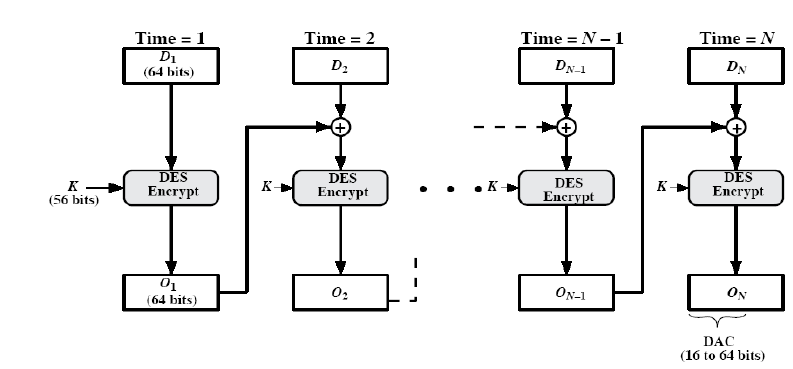 Time = 1
Time = 2
Time = N – 1
Time = N
D1
(64 bits)
D2
DN–1
DN
+
+
+
K
(56 bits)
DES
Encrypt
K
DES
Encrypt
• • •
K
DES
Encrypt
K
DES
Encrypt
O1
(64 bits)
O2
ON–1
ON
DAC
(16 to 64 bits)